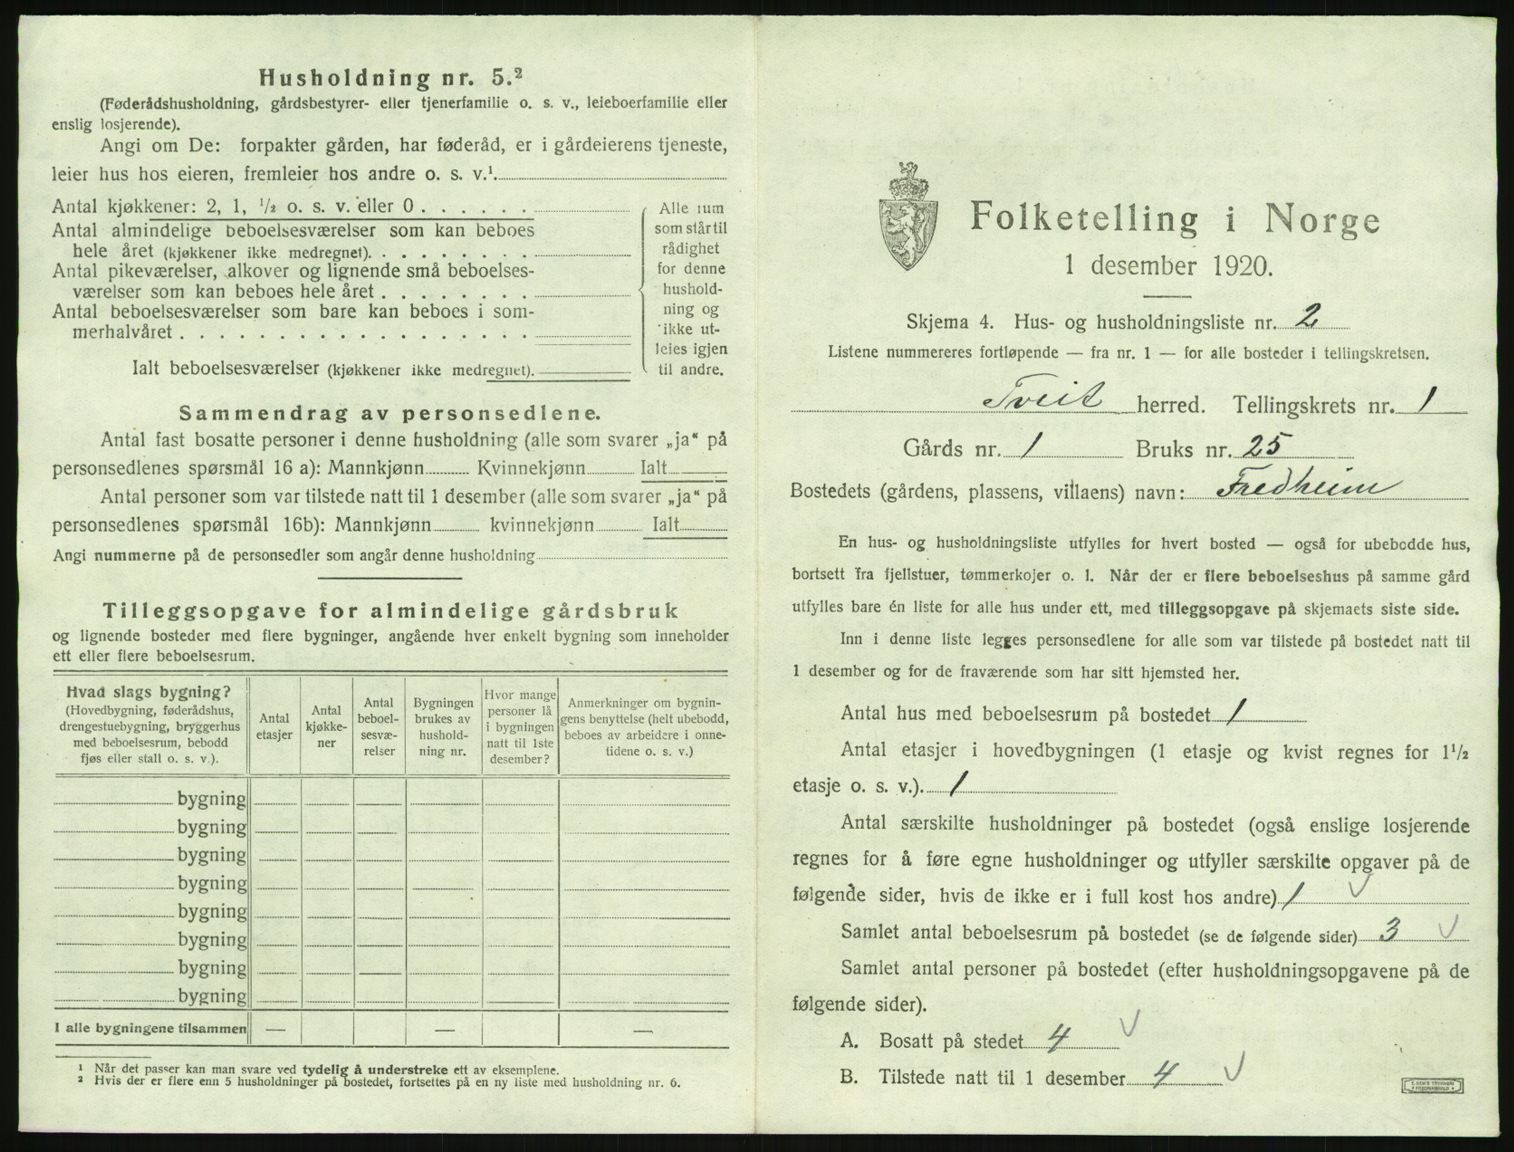 Husholdning nr. 5.²
(Føderådshusholdning, gårdsbestyrer- eller tjenerfamilie o. s. v., leieboerfamilie eller
enslig losjerende).
Angi om De: forpakter gården, har føderåd, er i gårdeierens tjeneste,
leier hus hos eieren, fremleier hos andre o. s. v.¹
Antal kjøkkener: 2, 1, ½ o. s. v. eller 0 . . . . . .
Antal almindelige beboelsesværelser som kan beboes
hele året (kjøkkener ikke medregnet). . . . . . . . .
Antal pikeværelser, alkover og lignende små beboelses-
værelser som kan beboes hele året . . . . . . . .
Antal beboelsesværelser som bare kan beboes i som-
merhalvåret . . . . . . . . . . . . . . . . . .
Ialt beboelsesværelser (kjøkkener ikke medregnet).
Alle rum
som står til
rådighet
for denne
hushold-
ning og
ikke ut-
leies igjen
til andre.
Sammendrag av personsedlene.
Antal fast bosatte personer i denne husholdning (alle som svarer „ja“ på
personsedlenes spørsmål 16 a): Mannkjønn Kvinnekjønn Ialt
Antal personer som var tilstede natt til 1 desember (alle som svarer „ja“ på
personsedlenes spørsmål 16b): Mannkjønn kvinnekjønn Ialt
Angi nummerne på de personsedler som angår denne husholdning
Tilleggsopgave for almindelige gårdsbruk
og lignende bosteder med flere bygninger, angående hver enkelt bygning som inneholder
ett eller flere beboelsesrum.
Hvad slags bygning?
(Hovedbygning, føderådshus,
drengestuebygning, bryggerhus
med beboelsesrum, bebodd
fjøs eller stall o. s. v.).
Antal
etasjer
Antal
kjøkke-
ner
Antal
beboel-
sesvæ-
relser
Bygningen
brukes av
hushold-
ning nr.
Hvor mange
personer lå
i bygningen
natt til 1ste
desember?
Anmerkninger om bygnin-
gens benyttelse (helt ubebodd,
beboes av arbeidere i onne-
tidene o. s. v.)
bygning
bygning
bygning
bygning
bygning
bygning
bygning
bygning
I alle bygningene tilsammen — — —
¹ Når det passer kan man svare ved tydelig å understreke ett av eksemplene.
² Hvis der er flere enn 5 husholdninger på bostedet, fortsettes på en ny liste med husholdning nr. 6.
Folketelling i Norge
1 desember 1920.
Skjema 4. Hus- og husholdningsliste nr. 2
Listene nummereres fortløpende — fra nr. 1 — for alle bosteder i tellingskretsen.
Tveit herred. Tellingskrets nr. 1
Gårds nr. 1 Bruks nr. 25
Bostedets (gårdens, plassens, villaens) navn: Fredheim
En hus- og husholdningsliste utfylles for hvert bosted — også for ubebodde hus,
bortsett fra fjellstuer, tømmerkojer o. l. Når der er flere beboelseshus på samme gård
utfylles bare én liste for alle hus under ett, med tilleggsopgave på skjemaets siste side.
Inn i denne liste legges personsedlene for alle som var tilstede på bostedet natt til
1 desember og for de fraværende som har sitt hjemsted her.
Antal hus med beboelsesrum på bostedet 1
Antal etasjer i hovedbygningen (1 etasje og kvist regnes for 1½
etasje o. s. v.). 1
Antal særskilte husholdninger på bostedet (også enslige losjerende
regnes for å føre egne husholdninger og utfyller særskilte opgaver på de
følgende sider, hvis de ikke er i full kost hos andre) 1 √
Samlet antal beboelsesrum på bostedet (se de følgende sider) 3 √
Samlet antal personer på bostedet (efter husholdningsopgavene på de
følgende sider).
A. Bosatt på stedet 4 √
B. Tilstede natt til 1 desember 4 √